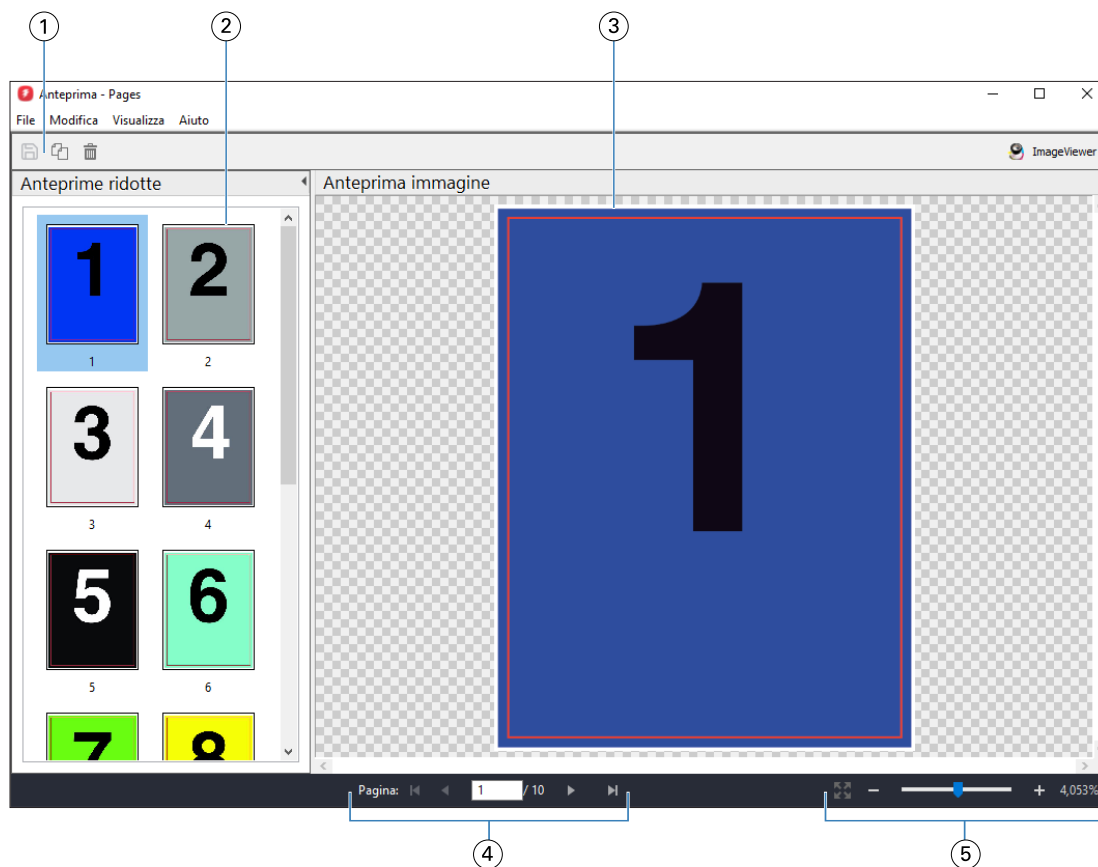 1 2 3
Anteprima - Pages
File Modifica Visualizza Aiuto
ImageViewer
Anteprime ridotte
Anteprima immagine
1 2
1 2
3 4
3 4
5 6
5 6
7 8
1
Pagina: 1 / 10
4,053%
4 5